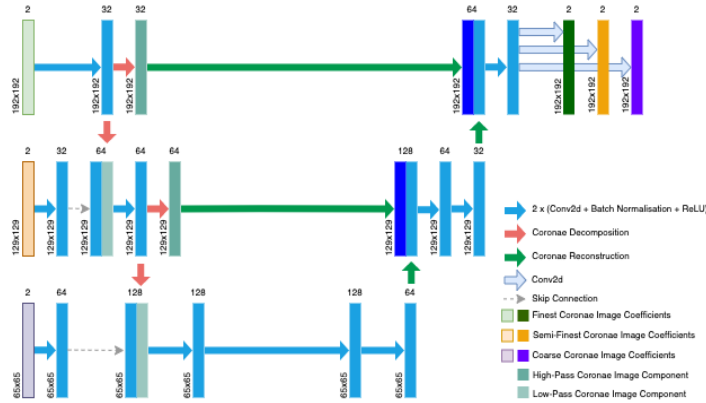 2 32 32 64 32 2 2 2
192x192 192x192 192x192 192x192 192x192 192x192 192x192 192x192
2 32 64 64 64 128 64 32
129x129 129x129 129x129 129x129 129x129 129x129 129x129 129x129
2 64 128 128 128 64
65x65 65x65 65x65 65x65 65x65 65x65
2 x (Conv2d + Batch Normalisation + ReLU)
Coronae Decomposition
Coronae Reconstruction
Conv2d
Skip Connection
Finest Coronae Image Coefficients
Semi-Finest Coronae Image Coefficients
Coarse Coronae Image Coefficients
High-Pass Coronae Image Component
Low-Pass Coronae Image Component